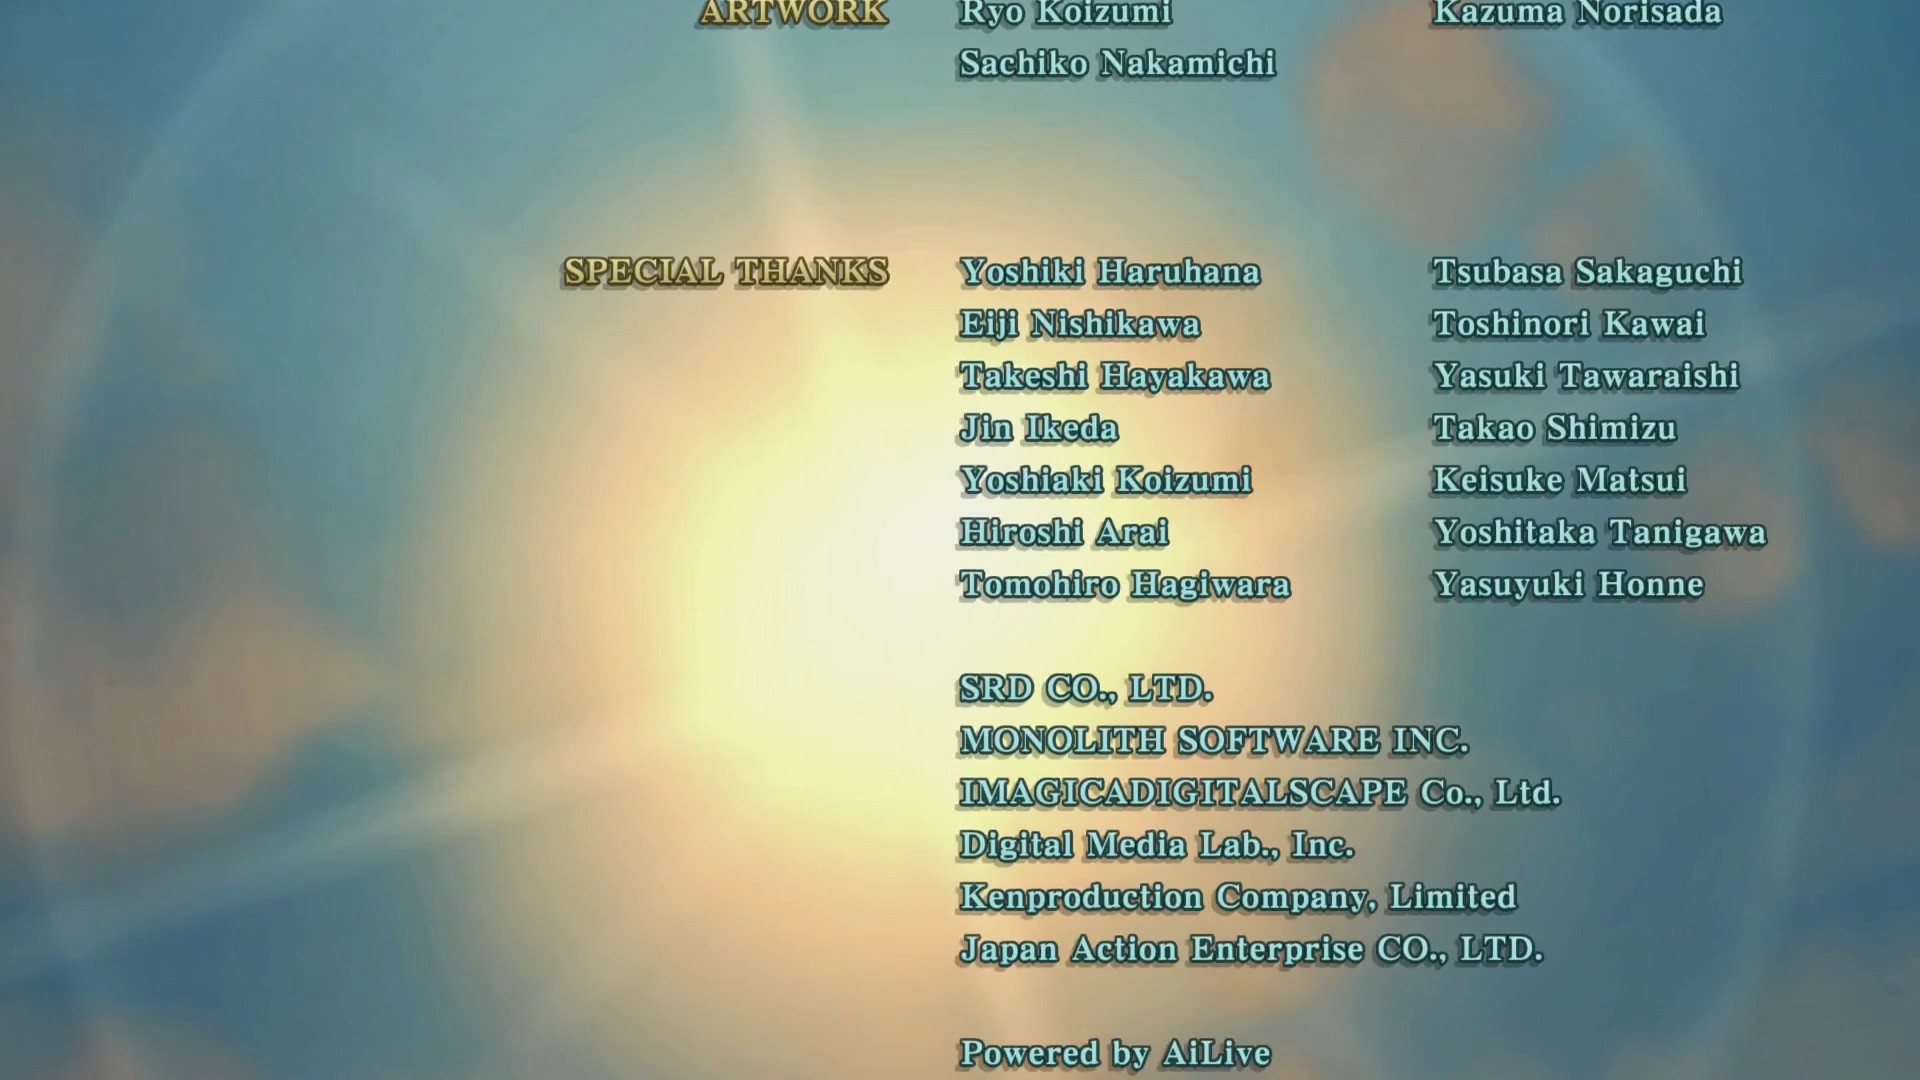 ARTWORK Ryo Koizumi Kazuma Norisada
Sachiko Nakamichi
SPECIAL THANKS Yoshiki Haruhana Tsubasa Sakaguchi
Eiji Nishikawa Toshinori Kawai
Takeshi Hayakawa Yasuki Tawaraishi
Jin Ikeda Takao Shimizu
Yoshiaki Koizumi Keisuke Matsui
Hiroshi Arai Yoshitaka Tanigawa
Tomohiro Hagiwara Yasuyuki Honne
SRD CO., LTD.
MONOLITH SOFTWARE INC.
IMAGICADIGITALSCAPE Co., Ltd.
Digital Media Lab., Inc.
Kenproduction Company, Limited
Japan Action Enterprise CO., LTD.
Powered by AiLive